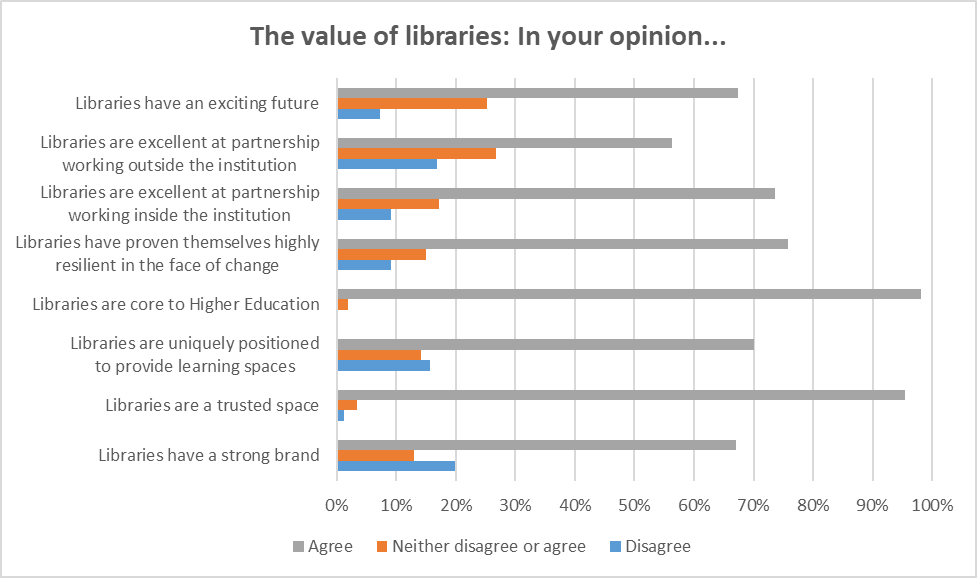 The value of libraries: In your opinion...
Libraries have an exciting future
Libraries are excellent at partnership
working outside the institution
Libraries are excellent at partnership
working inside the institution
Libraries have proven themselves highly
resilient in the face of change
Libraries are core to Higher Education
Libraries are uniquely positioned
to provide learning spaces
Libraries are a trusted space
Libraries have a strong brand
0% 10% 20% 30% 40% 50% 60% 70% 80% 90% 100%
Agree Neither disagree or agree Disagree